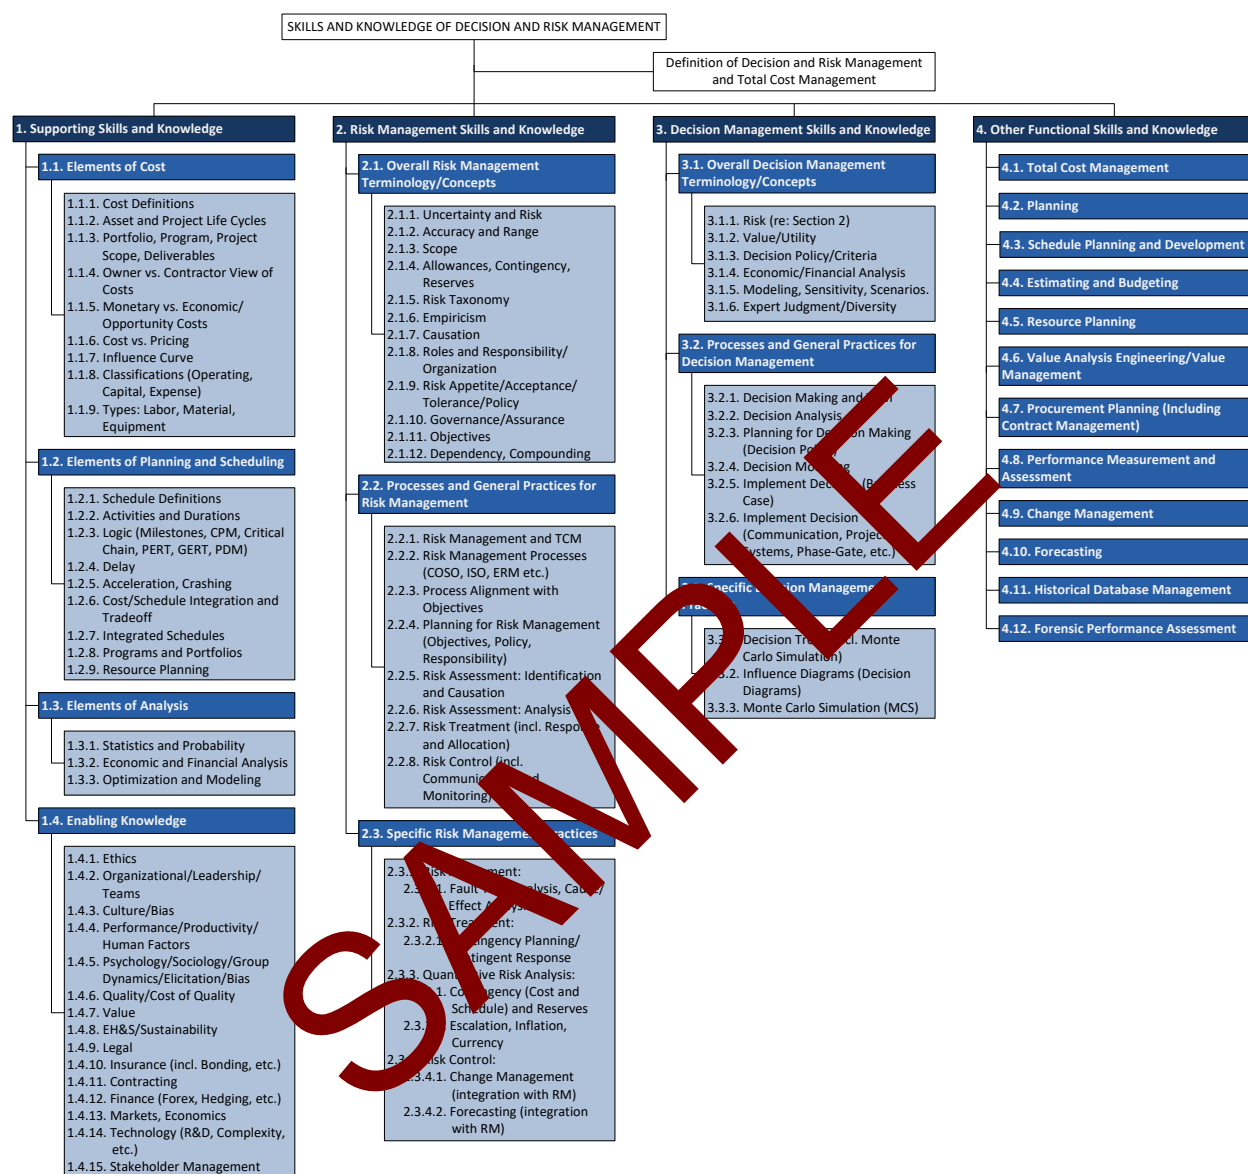 SKILLS AND KNOWLEDGE OF DECISION AND RISK MANAGEMENT
Definition of Decision and Risk Management
and Total Cost Management
1. Supporting Skills and Knowledge
1.1. Elements of Cost
1.1.1. Cost Definitions
1.1.2. Asset and Project Life Cycles
1.1.3. Portfolio, Program, Project
Scope, Deliverables
1.1.4. Owner vs. Contractor View of
Costs
1.1.5. Monetary vs. Economic/
Opportunity Costs
1.1.6. Cost vs. Pricing
1.1.7. Influence Curve
1.1.8. Classifications (Operating,
Capital, Expense)
1.1.9. Types: Labor, Material,
Equipment
1.2. Elements of Planning and Scheduling
1.2.1. Schedule Definitions
1.2.2. Activities and Durations
1.2.3. Logic (Milestones, CPM, Critical
Chain, PERT, GERT, PDM)
1.2.4. Delay
1.2.5. Acceleration, Crashing
1.2.6. Cost/Schedule Integration and
Tradeoff
1.2.7. Integrated Schedules
1.2.8. Programs and Portfolios
1.2.9. Resource Planning
1.3. Elements of Analysis
1.3.1. Statistics and Probability
1.3.2. Economic and Financial Analysis
1.3.3. Optimization and Modeling
1.4. Enabling Knowledge
1.4.1. Ethics
1.4.2. Organizational/Leadership/
Teams
1.4.3. Culture/Bias
1.4.4. Performance/Productivity/
Human Factors
1.4.5. Psychology/Sociology/Group
Dynamics/Elicitation/Bias
1.4.6. Quality/Cost of Quality
1.4.7. Value
1.4.8. EH&S/Sustainability
1.4.9. Legal
1.4.10. Insurance (incl. Bonding, etc.)
1.4.11. Contracting
1.4.12. Finance (Forex, Hedging, etc.)
1.4.13. Markets, Economics
1.4.14. Technology (R&D, Complexity,
etc.)
1.4.15. Stakeholder Management
2. Risk Management Skills and Knowledge
2.1. Overall Risk Management
Terminology/Concepts
2.1.1. Uncertainty and Risk
2.1.2. Accuracy and Range
2.1.3. Scope
2.1.4. Allowances, Contingency,
Reserves
2.1.5. Risk Taxonomy
2.1.6. Empiricism
2.1.7. Causation
2.1.8. Roles and Responsibility/
Organization
2.1.9. Risk Appetite/Acceptance/
Tolerance/Policy
2.1.10. Governance/Assurance
2.1.11. Objectives
2.1.12. Dependency, Compounding
2.2. Processes and General Practices for
Risk Management
2.2.1. Risk Management and TCM
2.2.2. Risk Management Processes
(COSO, ISO, ERM etc.)
2.2.3. Process Alignment with
Objectives
2.2.4. Planning for Risk Management
(Objectives, Policy,
Responsibility)
2.2.5. Risk Assessment: Identification
and Causation
2.2.6. Risk Assessment: Analysis
2.2.7. Risk Treatment (incl. Response
and Allocation)
2.2.8. Risk Control (incl.
Monitoring)
2.3. Specific Risk Management Practices
2.3.2. Risk Treatment:
2.3.2.1. Contingency Planning/
Contingent Response
2.3.3. Quantitative Risk Analysis:
Contingency (Cost and
Schedule) and Reserves
Escalation, Inflation,
Currency
Risk Control:
2.3.4.1. Change Management
(integration with RM)
2.3.4.2. Forecasting (integration
with RM)
3. Decision Management Skills and Knowledge
3.1. Overall Decision Management
Terminology/Concepts
3.1.1. Risk (re: Section 2)
3.1.2. Value/Utility
3.1.3. Decision Policy/Criteria
3.1.4. Economic/Financial Analysis
3.1.5. Modeling, Sensitivity, Scenarios.
3.1.6. Expert Judgment/Diversity
3.2. Processes and General Practices for
Decision Management
3.2.1. Decision Making and
3.2.2. Decision Analysis
3.2.3. Planning for Decision Making
(Decision Policy)
3.2.4. Decision
3.2.5. Implement Decision (Business
Case)
3.2.6. Implement Decision
(Communication, Project
Systems, Phase-Gate, etc.)
Specific Decision Management
Decision Tree (incl. Monte
Carlo Simulation)
3.3.2. Influence Diagrams (Decision
Diagrams)
3.3.3. Monte Carlo Simulation (MCS)
4. Other Functional Skills and Knowledge
4.1. Total Cost Management
4.2. Planning
4.3. Schedule Planning and Development
4.4. Estimating and Budgeting
4.5. Resource Planning
4.6. Value Analysis Engineering/Value
Management
4.7. Procurement Planning (Including
Contract Management)
4.8. Performance Measurement and
Assessment
4.9. Change Management
4.10. Forecasting
4.11. Historical Database Management
4.12. Forensic Performance Assessment
SAMPLE